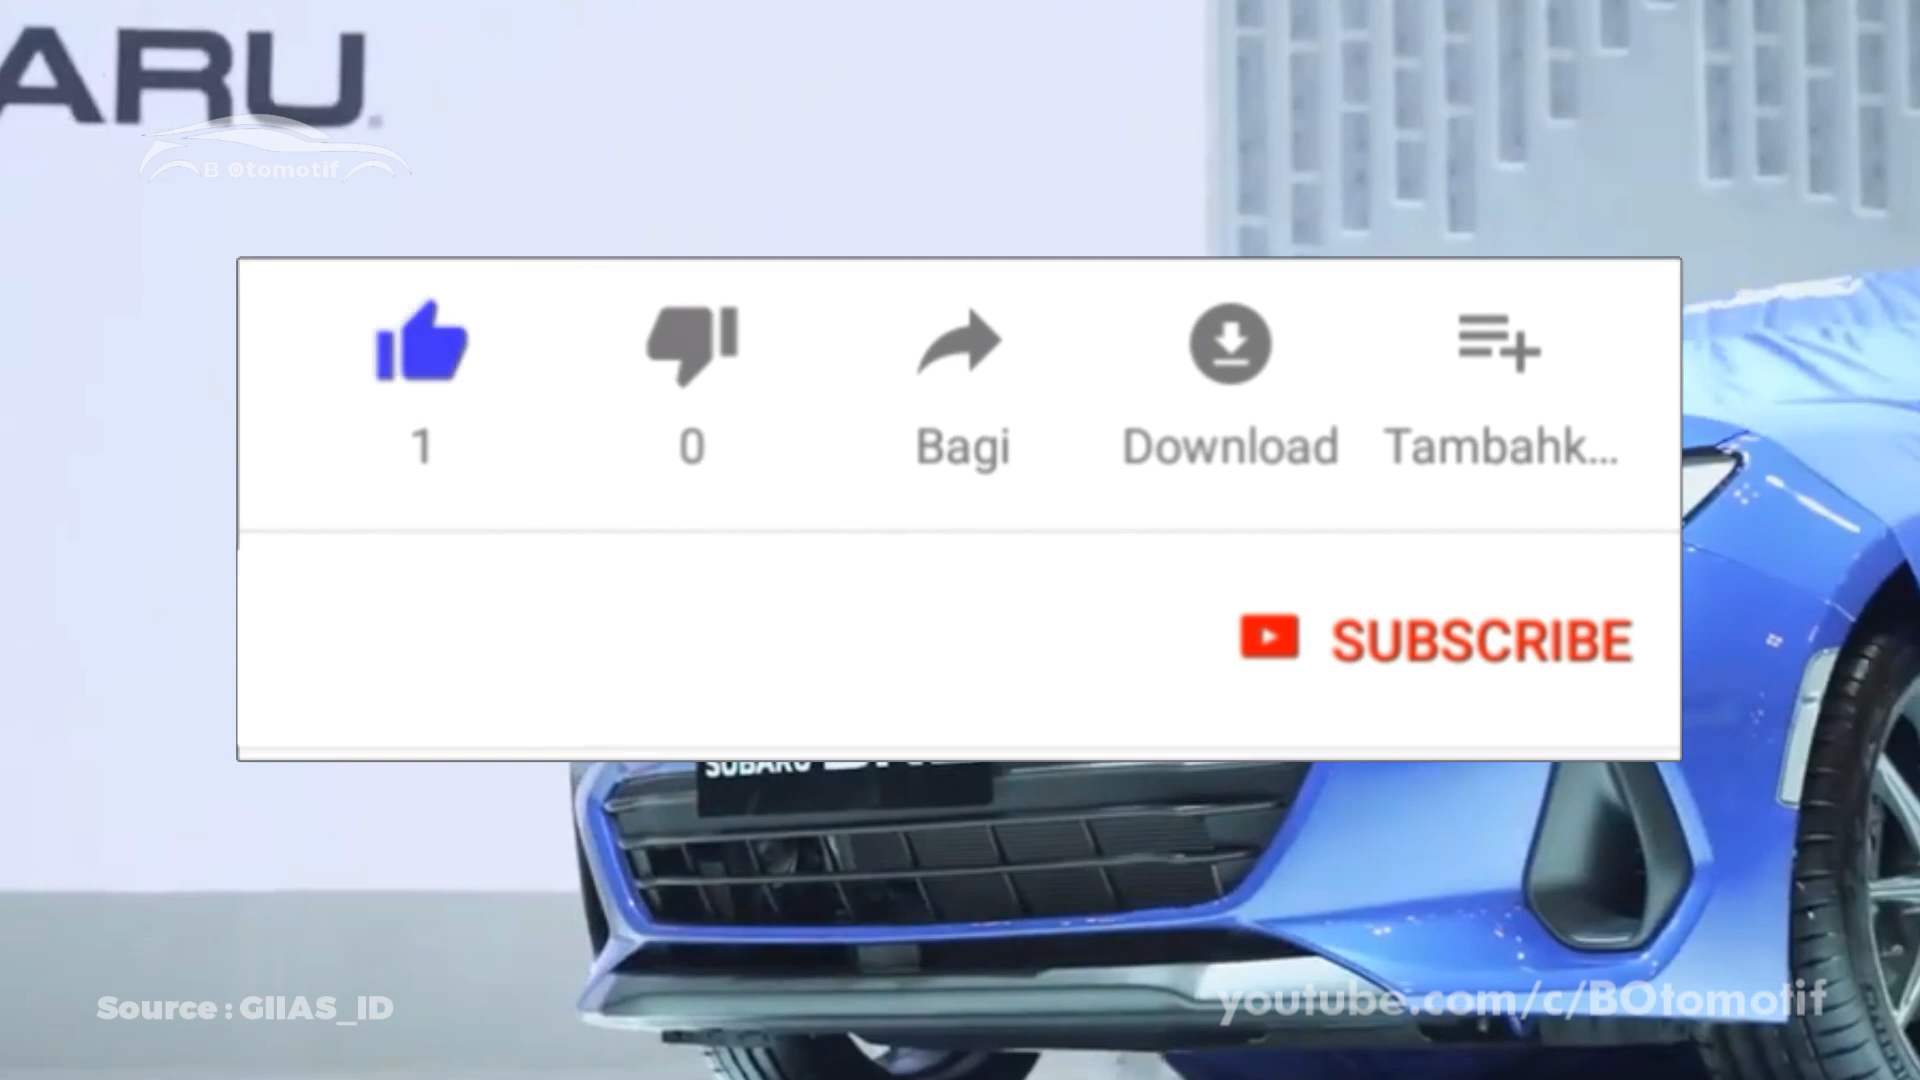 ARU
B Otomotif
1 0 Bagi Download Tambahk...
SUBSCRIBE
SUBARU
Source : GIIAS_ID
youtube.com/c/BOtomotif